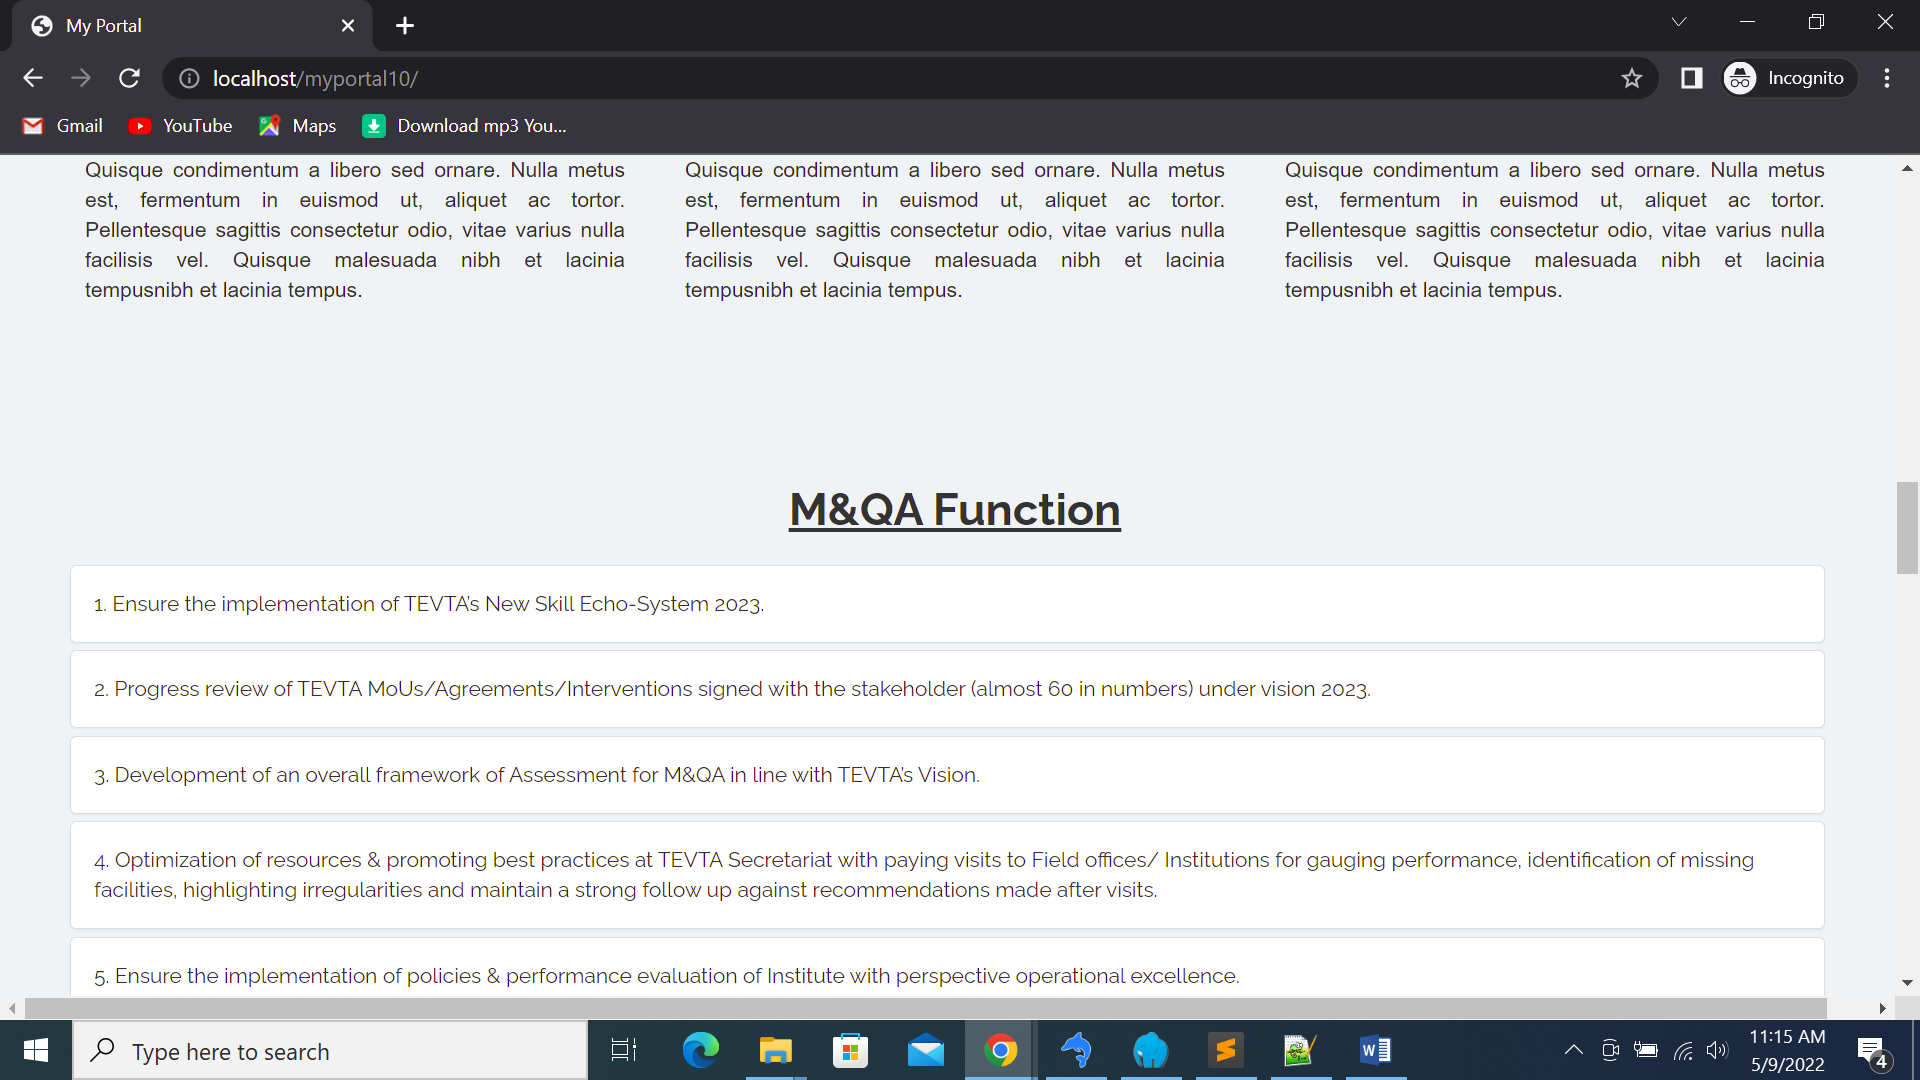 My Portal
localhost/myportal10/
Incognito
Gmail
YouTube
Maps
Download mp3 You...
Quisque condimentum a libero sed ornare. Nulla metus
est, fermentum in euismod ut, aliquet ac tortor.
Pellentesque sagittis consectetur odio, vitae varius nulla
facilisis vel. Quisque malesuada nibh et lacinia
tempusnibh et lacinia tempus.
Quisque condimentum a libero sed ornare. Nulla metus
est, fermentum in euismod ut, aliquet ac tortor.
Pellentesque sagittis consectetur odio, vitae varius nulla
facilisis vel. Quisque malesuada nibh et lacinia
tempusnibh et lacinia tempus.
Quisque condimentum a libero sed ornare. Nulla metus
est, fermentum in euismod ut, aliquet ac tortor.
Pellentesque sagittis consectetur odio, vitae varius nulla
facilisis vel. Quisque malesuada nibh et lacinia
tempusnibh et lacinia tempus.
M&QA Function
1. Ensure the implementation of TEVTA's New Skill Echo-System 2023.
2. Progress review of TEVTA MoUs/Agreements/Interventions signed with the stakeholder (almost 60 in numbers) under vision 2023.
3. Development of an overall framework of Assessment for M&QA in line with TEVTA's Vision.
4. Optimization of resources & promoting best practices at TEVTA Secretariat with paying visits to Field offices/ Institutions for gauging performance, identification of missing
facilities, highlighting irregularities and maintain a strong follow up against recommendations made after visits.
5. Ensure the implementation of policies & performance evaluation of Institute with perspective operational excellence.
Type here to search
11:15 AM
5/9/2022
4